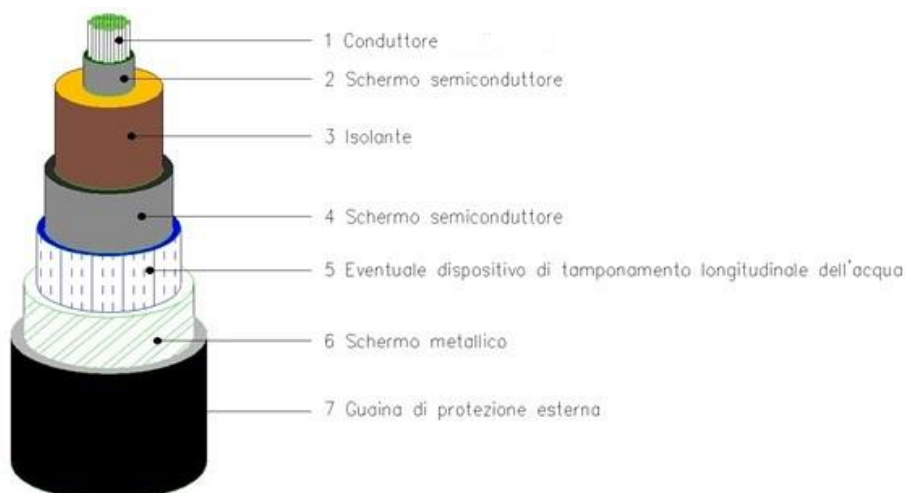 1 Conduttore
2 Schermo semiconduttore
3 Isolante
4 Schermo semiconduttore
5 Eventuale dispositivo di tamponamento longitudinale dell'acqua
6 Schermo metallico
7 Guaina di protezione esterna